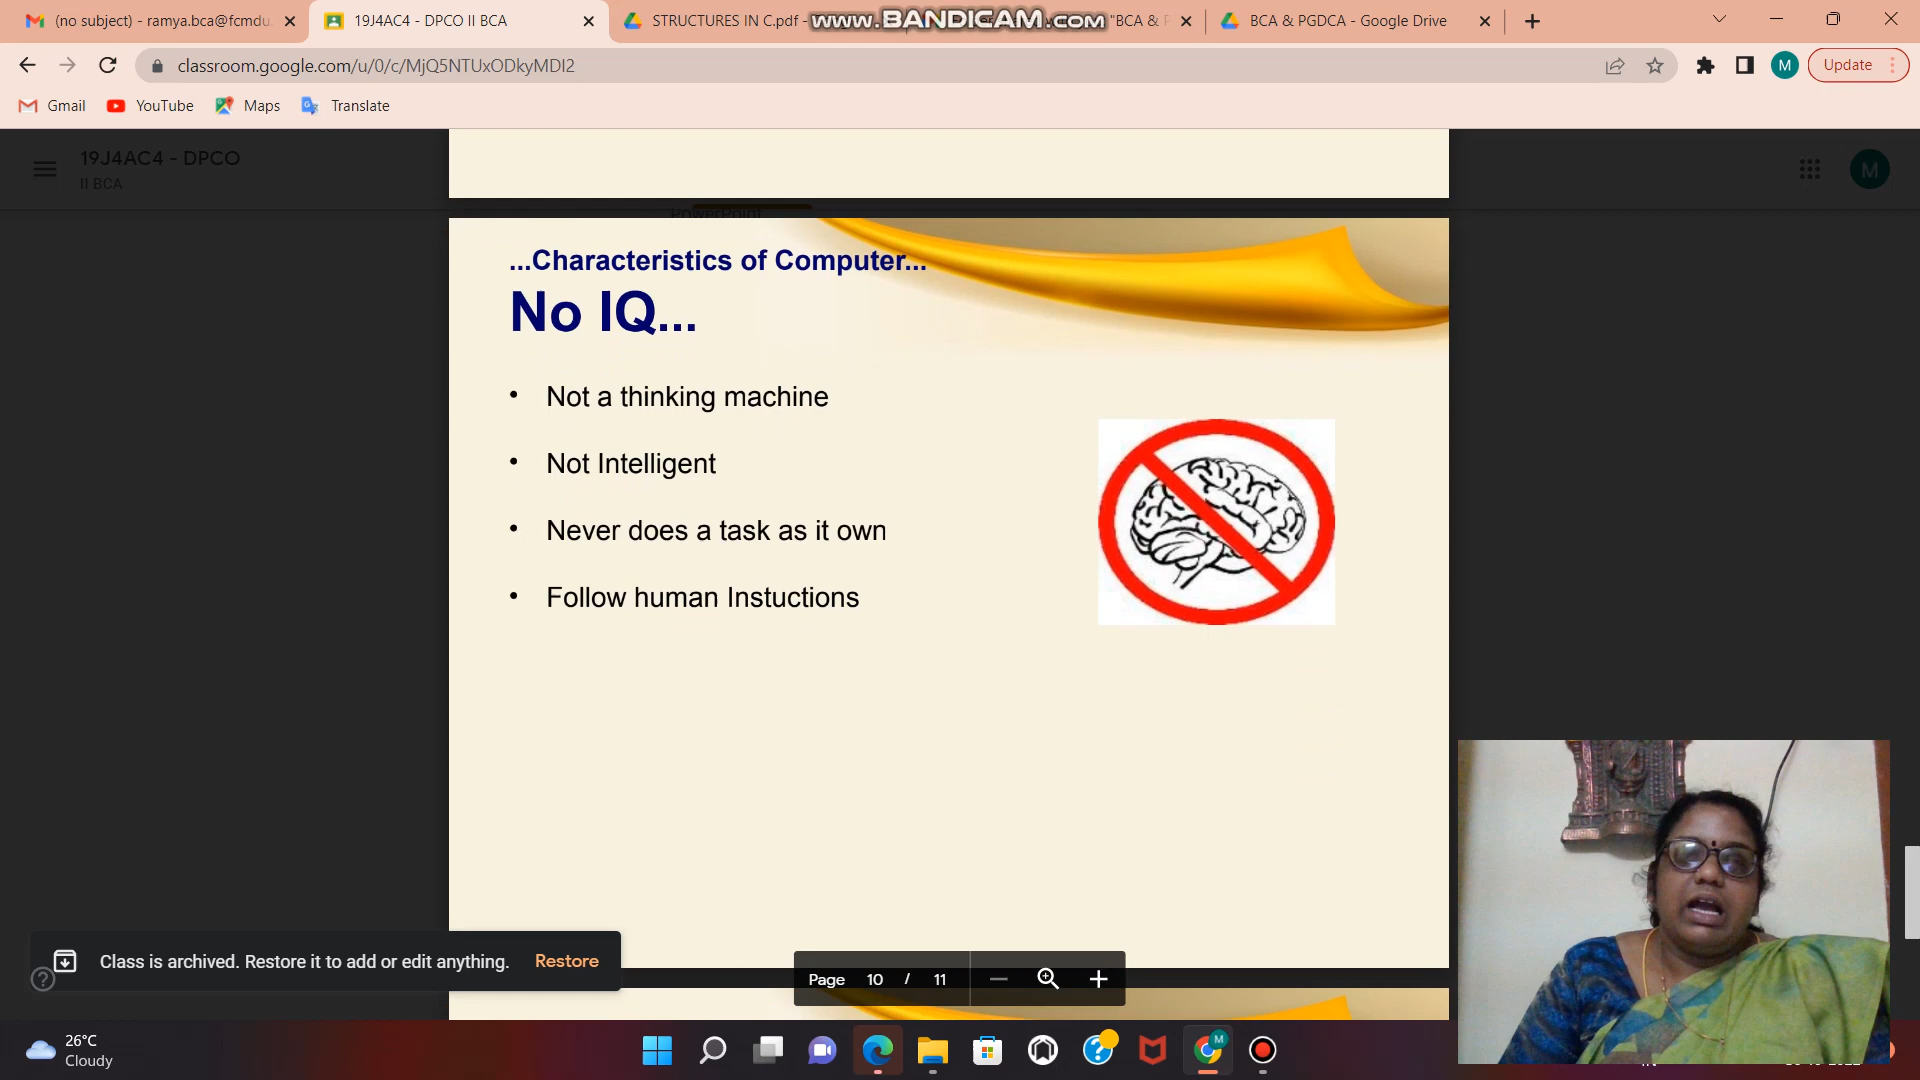 (no subject) - ramya.bca@fcmdu
19J4AC4 - DPCO II BCA
STRUCTURES IN C.pdf -
www.BANDICAM.com
"BCA &
BCA & PGDCA - Google Drive
classroom.google.com/u/0/c/MjQ5NTUxODkyMDI2
M
Update
Gmail
YouTube
Maps
Translate
19J4AC4 - DPCO
II BCA
M
PowerPoint
...Characteristics of Computer...
No IQ...
• Not a thinking machine
• Not Intelligent
• Never does a task as it own
• Follow human Instuctions
Class is archived. Restore it to add or edit anything.
Restore
Page 10 / 11
26°C
Cloudy